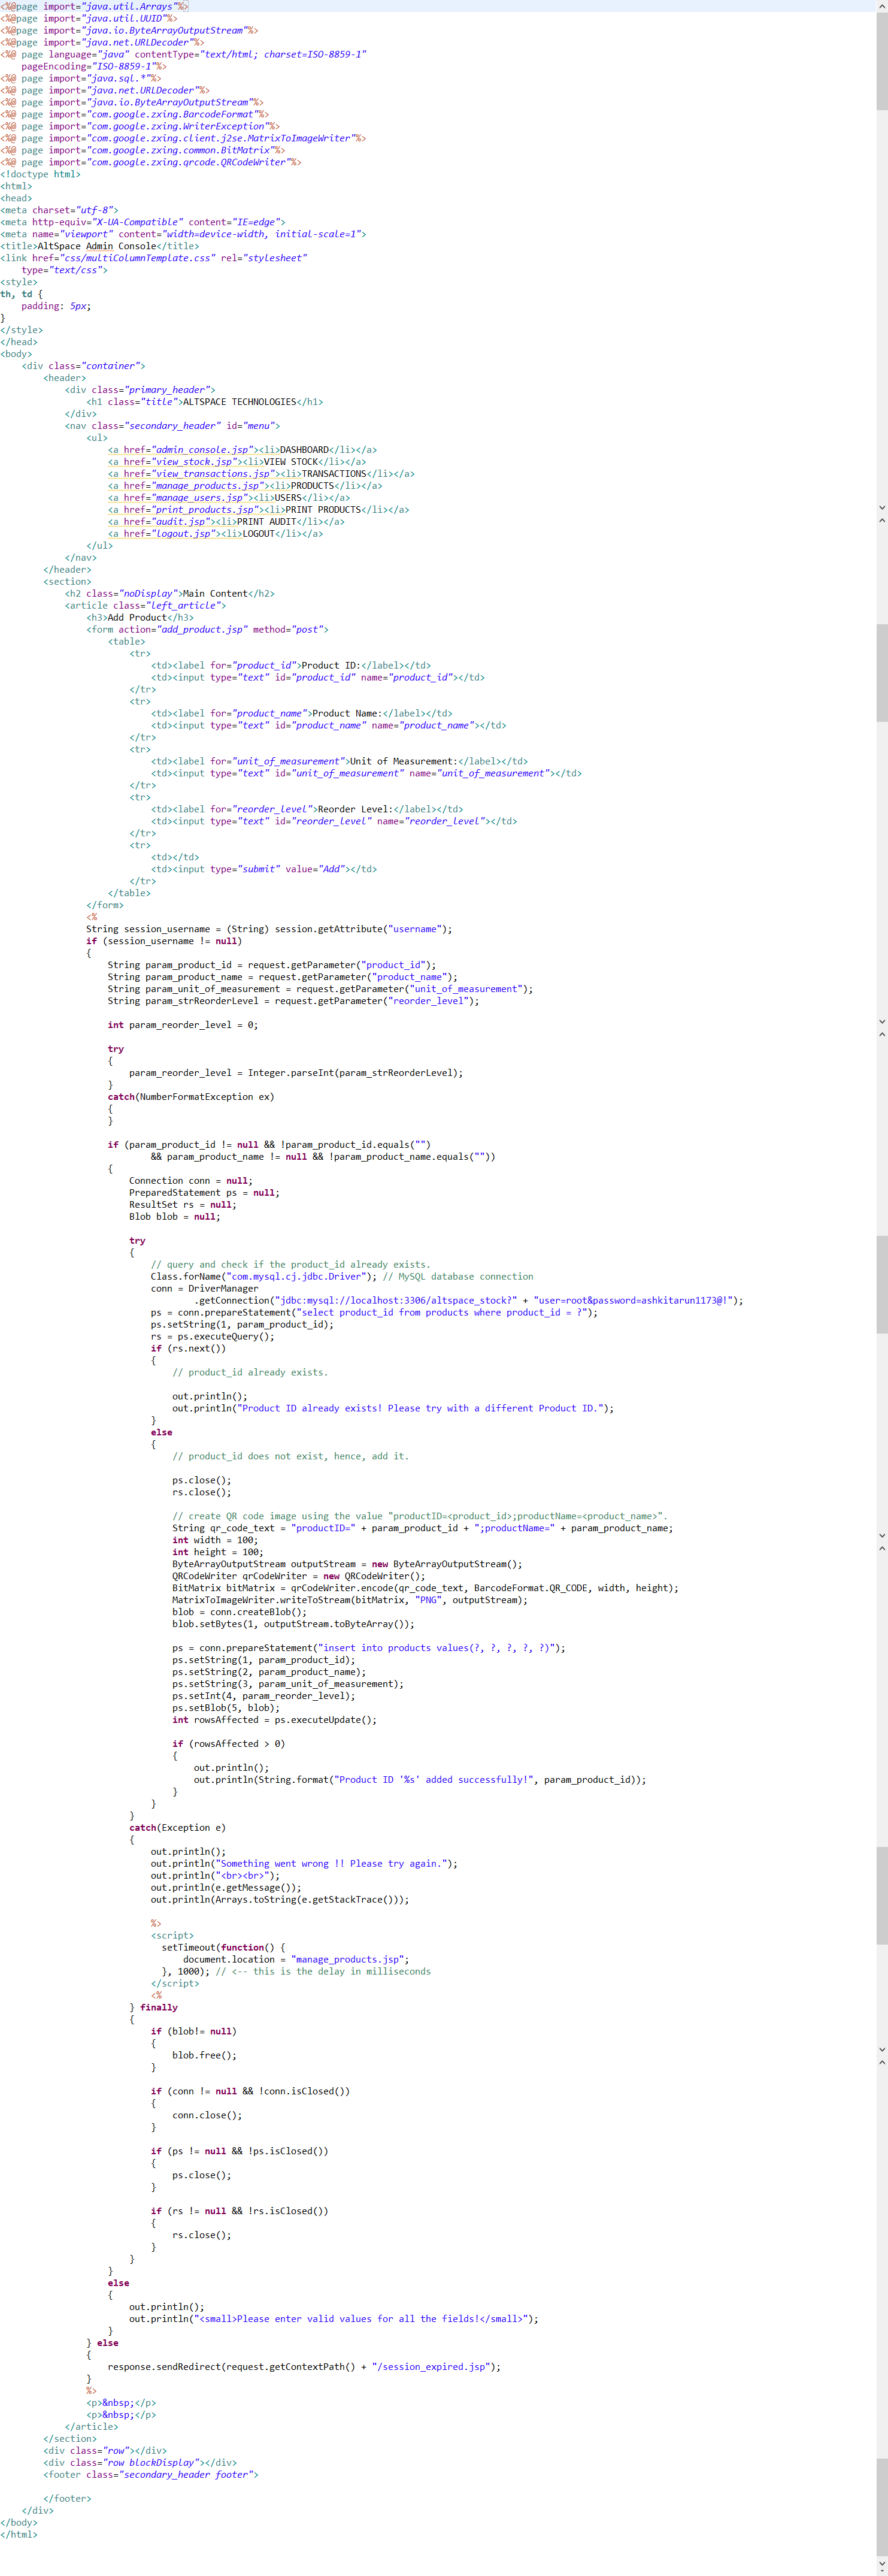 <%@page import="java.util.Arrays"%>
<%@page import="java.util.UUID"%>
<%@page import="java.io.ByteArrayOutputStream"%>
<%@page import="java.net.URLDecoder"%>
<%@ page language="java" contentType="text/html; charset=ISO-8859-1"
    pageEncoding="ISO-8859-1"%>
<%@ page import="java.sql.*"%>
<%@ page import="java.net.URLDecoder"%>
<%@ page import="java.io.ByteArrayOutputStream"%>
<%@ page import="com.google.zxing.BarcodeFormat"%>
<%@ page import="com.google.zxing.WriterException"%>
<%@ page import="com.google.zxing.client.j2se.MatrixToImageWriter"%>
<%@ page import="com.google.zxing.common.BitMatrix"%>
<%@ page import="com.google.zxing.qrcode.QRCodeWriter"%>
<!doctype html>
<html>
<head>
<meta charset="utf-8">
<meta http-equiv="X-UA-Compatible" content="IE=edge">
<meta name="viewport" content="width=device-width, initial-scale=1">
<title>AltSpace Admin Console</title>
<link href="css/multiColumnTemplate.css" rel="stylesheet"
    type="text/css">
<style>
th, td {
    padding: 5px;
}
</style>
</head>
<body>
    <div class="container">
        <header>
            <div class="primary_header">
                <h1 class="title">ALTSPACE TECHNOLOGIES</h1>
            </div>
            <nav class="secondary_header" id="menu">
                <ul>
                    <a href="admin_console.jsp"><li>DASHBOARD</li></a>
                    <a href="view_stock.jsp"><li>VIEW STOCK</li></a>
                    <a href="view_transactions.jsp"><li>TRANSACTIONS</li></a>
                    <a href="manage_products.jsp"><li>PRODUCTS</li></a>
                    <a href="manage_users.jsp"><li>USERS</li></a>
                    <a href="print_products.jsp"><li>PRINT PRODUCTS</li></a>
                    <a href="audit.jsp"><li>PRINT AUDIT</li></a>
                    <a href="logout.jsp"><li>LOGOUT</li></a>
                </ul>
            </nav>
        </header>
        <section>
            <h2 class="noDisplay">Main Content</h2>
            <article class="left_article">
                <h3>Add Product</h3>
                <form action="add_product.jsp" method="post">
                    <table>
                        <tr>
                            <td><label for="product_id">Product ID:</label></td>
                            <td><input type="text" id="product_id" name="product_id"></td>
                        </tr>
                        <tr>
                            <td><label for="product_name">Product Name:</label></td>
                            <td><input type="text" id="product_name" name="product_name"></td>
                        </tr>
                        <tr>
                            <td><label for="unit_of_measurement">Unit of Measurement:</label></td>
                            <td><input type="text" id="unit_of_measurement" name="unit_of_measurement"></td>
                        </tr>
                        <tr>
                            <td><label for="reorder_level">Reorder Level:</label></td>
                            <td><input type="text" id="reorder_level" name="reorder_level"></td>
                        </tr>
                        <tr>
                            <td></td>
                            <td><input type="submit" value="Add"></td>
                        </tr>
                    </table>
                </form>
                <%
                String session_username = (String) session.getAttribute("username");
                if (session_username != null)
                {
                    String param_product_id = request.getParameter("product_id");
                    String param_product_name = request.getParameter("product_name");
                    String param_unit_of_measurement = request.getParameter("unit_of_measurement");
                    String param_strReorderLevel = request.getParameter("reorder_level");

                    int param_reorder_level = 0;

                    try
                    {
                        param_reorder_level = Integer.parseInt(param_strReorderLevel);
                    }
                    catch(NumberFormatException ex)
                    {
                    }

                    if (param_product_id != null && !param_product_id.equals("")
                            && param_product_name != null && !param_product_name.equals(""))
                    {
                        Connection conn = null;
                        PreparedStatement ps = null;
                        ResultSet rs = null;
                        Blob blob = null;

                        try
                        {
                            // query and check if the product_id already exists.
                            Class.forName("com.mysql.cj.jdbc.Driver"); // MySQL database connection
                            conn = DriverManager
                                    .getConnection("jdbc:mysql://localhost:3306/altspace_stock?" + "user=root&password=ashkitarun1173@!");
                            ps = conn.prepareStatement("select product_id from products where product_id = ?");
                            ps.setString(1, param_product_id);
                            rs = ps.executeQuery();
                            if (rs.next())
                            {
                                // product_id already exists.

                                out.println();
                                out.println("Product ID already exists! Please try with a different Product ID.");
                            }
                            else
                            {
                                // product_id does not exist, hence, add it.

                                ps.close();
                                rs.close();

                                // create QR code image using the value "productID=<product_id>;productName=<product_name>".
                                String qr_code_text = "productID=" + param_product_id + ";productName=" + param_product_name;
                                int width = 100;
                                int height = 100;
                                ByteArrayOutputStream outputStream = new ByteArrayOutputStream();
                                QRCodeWriter qrCodeWriter = new QRCodeWriter();
                                BitMatrix bitMatrix = qrCodeWriter.encode(qr_code_text, BarcodeFormat.QR_CODE, width, height);
                                MatrixToImageWriter.writeToStream(bitMatrix, "PNG", outputStream);
                                blob = conn.createBlob();
                                blob.setBytes(1, outputStream.toByteArray());

                                ps = conn.prepareStatement("insert into products values(?, ?, ?, ?, ?)");
                                ps.setString(1, param_product_id);
                                ps.setString(2, param_product_name);
                                ps.setString(3, param_unit_of_measurement);
                                ps.setInt(4, param_reorder_level);
                                ps.setBlob(5, blob);
                                int rowsAffected = ps.executeUpdate();

                                if (rowsAffected > 0)
                                {
                                    out.println();
                                    out.println(String.format("Product ID '%s' added successfully!", param_product_id));
                                }
                            }
                        }
                        catch(Exception e)
                        {
                            out.println();
                            out.println("Something went wrong !! Please try again.");
                            out.println("<br><br>");
                            out.println(e.getMessage());
                            out.println(Arrays.toString(e.getStackTrace()));

                            %>
                            <script>
                              setTimeout(function() {
                                  document.location = "manage_products.jsp";
                              }, 1000); // <-- this is the delay in milliseconds
                            </script>
                            <%
                        } finally
                        {
                            if (blob!= null)
                            {
                                blob.free();
                            }

                            if (conn != null && !conn.isClosed())
                            {
                                conn.close();
                            }

                            if (ps != null && !ps.isClosed())
                            {
                                ps.close();
                            }

                            if (rs != null && !rs.isClosed())
                            {
                                rs.close();
                            }
                        }
                    }
                    else
                    {
                        out.println();
                        out.println("<small>Please enter valid values for all the fields!</small>");
                    }
                } else
                {
                    response.sendRedirect(request.getContextPath() + "/session_expired.jsp");
                }
                %>
                <p>&nbsp;</p>
                <p>&nbsp;</p>
            </article>
        </section>
        <div class="row"></div>
        <div class="row blockDisplay"></div>
        <footer class="secondary_header footer">

        </footer>
    </div>
</body>
</html>